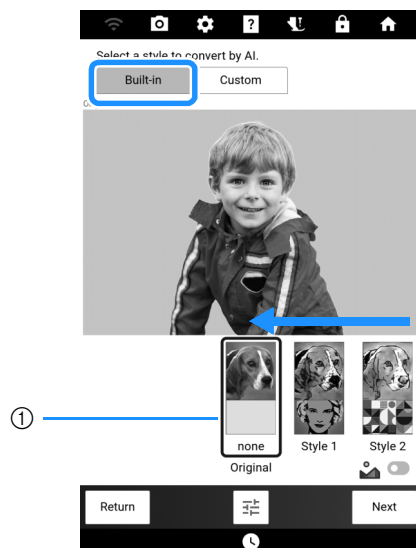 ?
Select a style to convert by AI.
Built-in Custom
①
none Style 1 Style 2
Original
Return Next